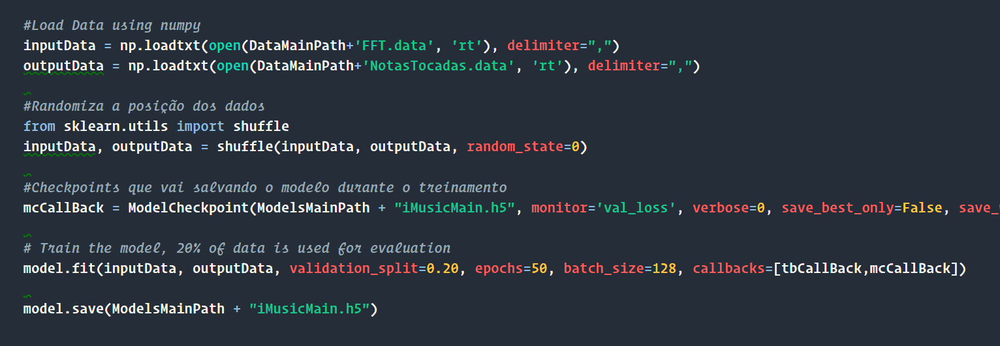 #Load Data using numpy
inputData = np.loadtxt(open(DataMainPath+'FFT.data', 'rt'), delimiter=",")
outputData = np.loadtxt(open(DataMainPath+'NotasTocadas.data', 'rt'), delimiter=",")
#Randomiza a posição dos dados
from sklearn.utils import shuffle
inputData, outputData = shuffle(inputData, outputData, random_state=0)
#Checkpoints que vai salvando o modelo durante o treinamento
mcCallBack = ModelCheckpoint(ModelsMainPath + "iMusicMain.h5", monitor='val_loss', verbose=0, save_best_only=False, save_
# Train the model, 20% of data is used for evaluation
model.fit(inputData, outputData, validation_split=0.20, epochs=50, batch_size=128, callbacks=[tbCallBack,mcCallBack])
model.save(ModelsMainPath + "iMusicMain.h5")